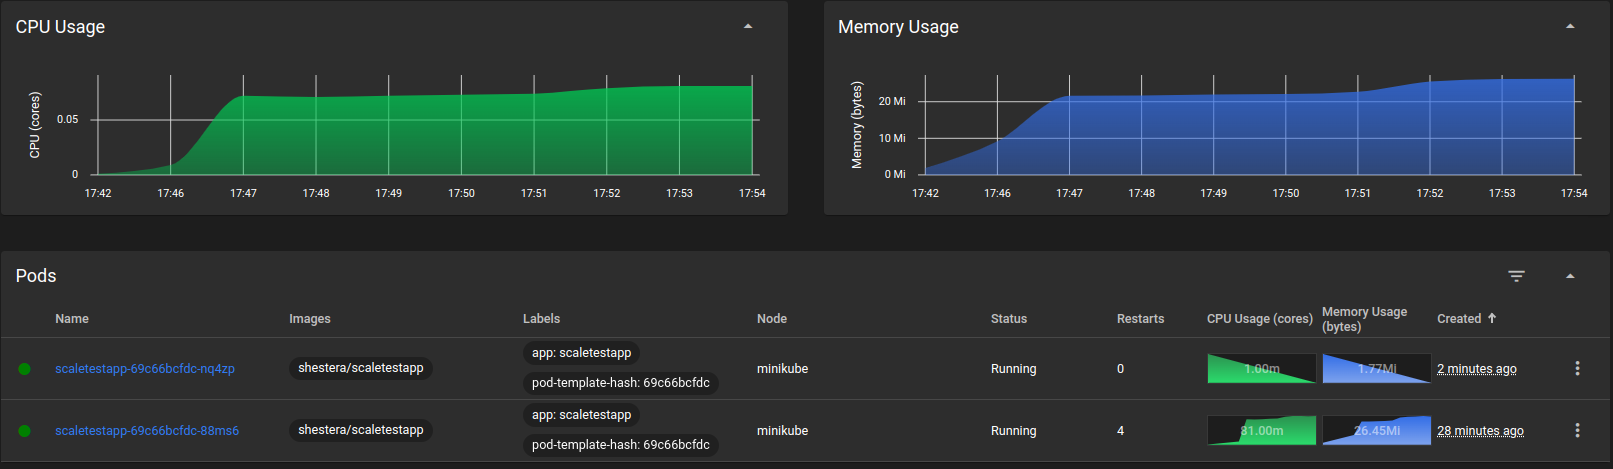 CPU Usage
Memory Usage
CPU (cores)
0.05
0
17:42 17:46 17:47 17:48 17:49 17:50 17:51 17:52 17:53 17:54
Memory (bytes)
20 Mi
10 Mi
0 Mi
17:42 17:46 17:47 17:48 17:49 17:50 17:51 17:52 17:53 17:54
Pods
Name Images Labels Node Status Restarts CPU Usage (cores) Memory Usage (bytes) Created
app: scaletestapp
scaletestapp-69c66bcfdc-nq4zp shestera/scaletestapp minikube Running 0 1.00m 1.77Mi 2 minutes ago
pod-template-hash: 69c66bcfdc
app: scaletestapp
scaletestapp-69c66bcfdc-88ms6 shestera/scaletestapp minikube Running 4 81.00m 26.45Mi 28 minutes ago
pod-template-hash: 69c66bcfdc